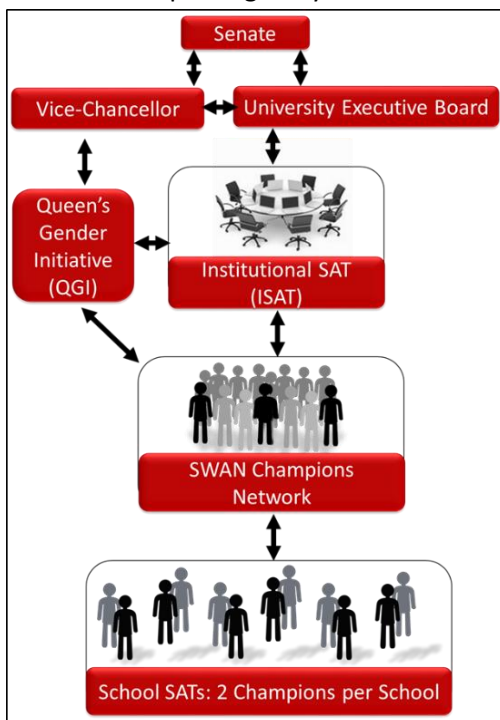 Senate
Vice-Chancellor
University Executive Board
Queen's
Gender
Initiative
(QGI)
Institutional SAT
(ISAT)
SWAN Champions
Network
School SATs: 2 Champions per School